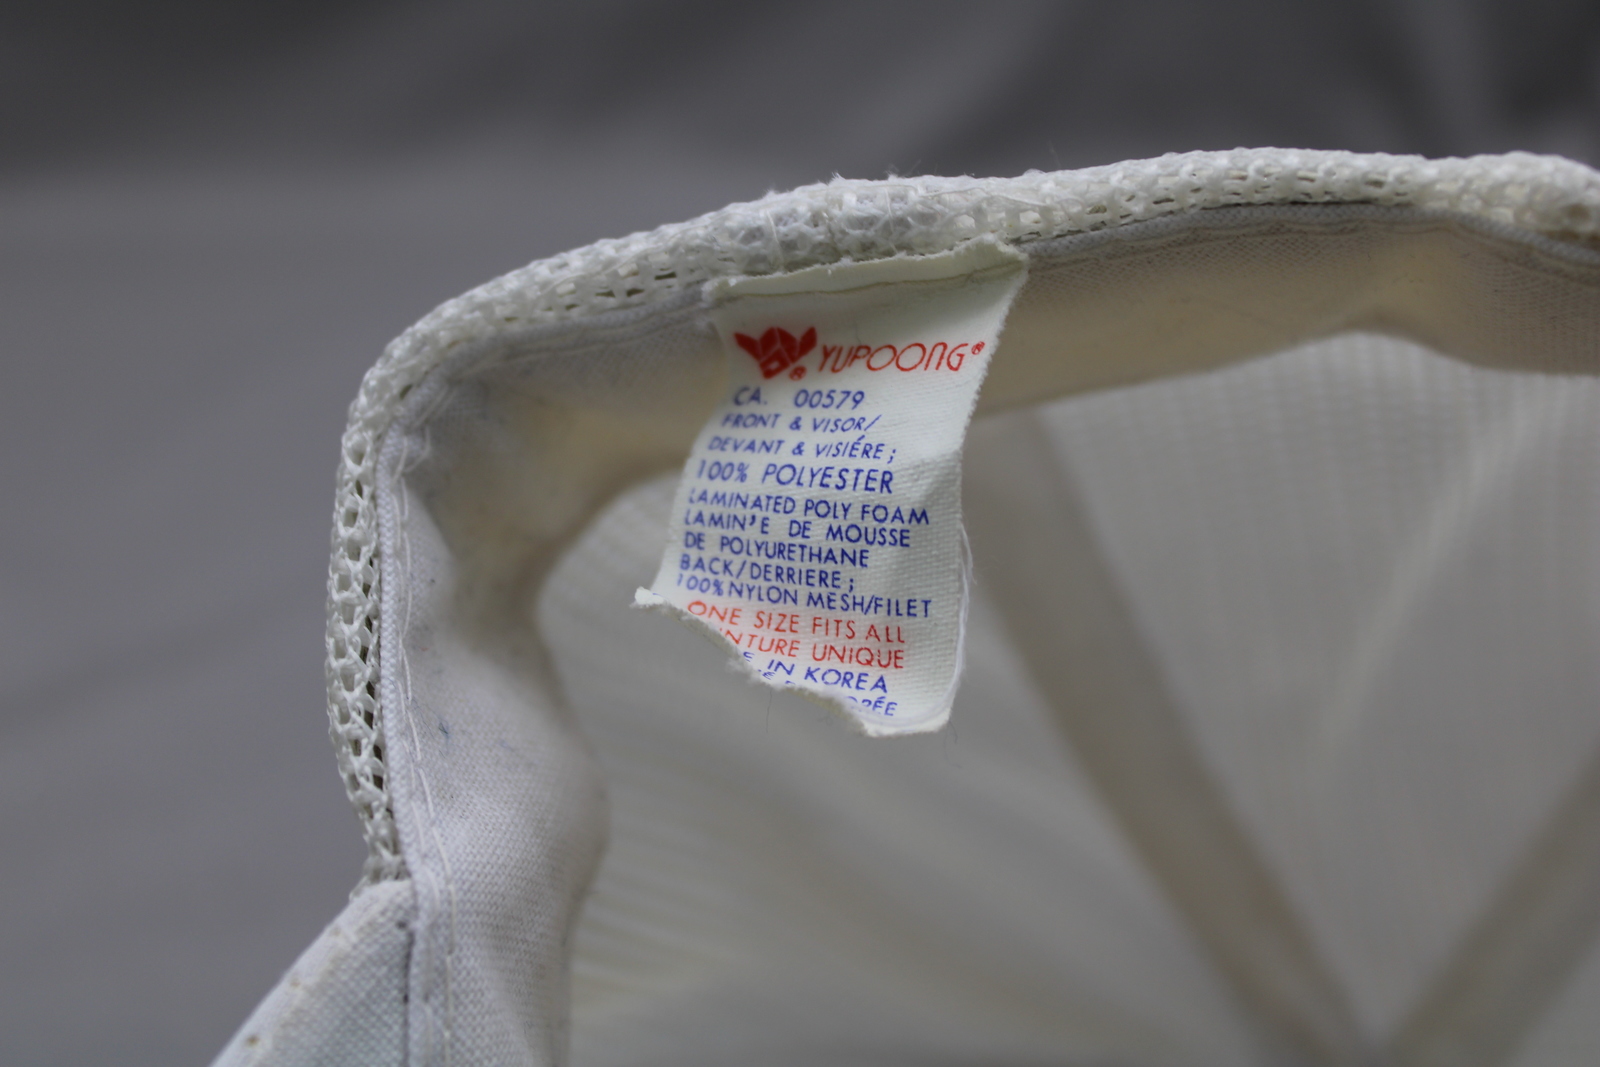 YUPOONG®
CA. 00579
FRONT & VISOR/
DEVANT & VISIÉRE;
100% POLYESTER
LAMINATED POLY FOAM
LAMIN'E DE MOUSSE
DE POLYURETHANE
BACK/DERRIERE;
100% NYLON MESH/FILET
ONE SIZE FITS ALL
UNIQUE
IN KOREA